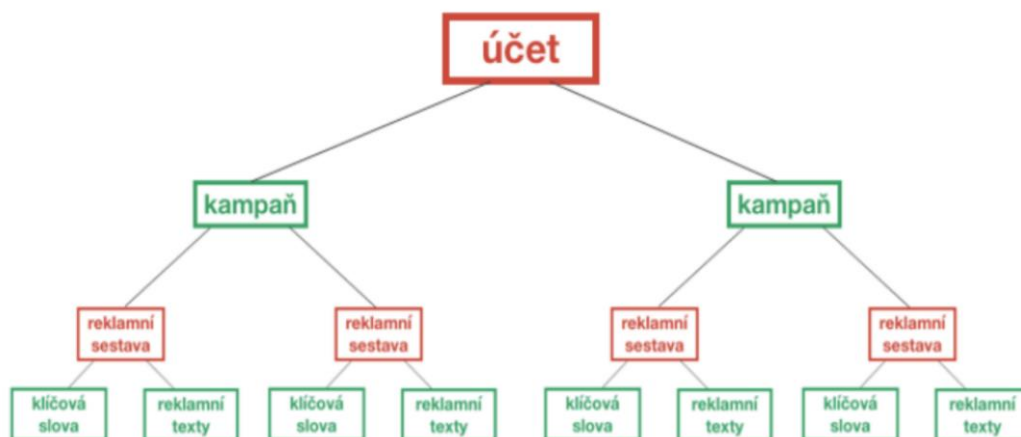 účet
kampaň
kampaň
reklamní
sestava
reklamní
sestava
reklamní
sestava
reklamní
sestava
klíčová
slova
reklamní
texty
klíčová
slova
reklamní
texty
klíčová
slova
reklamní
texty
klíčová
slova
reklamní
texty